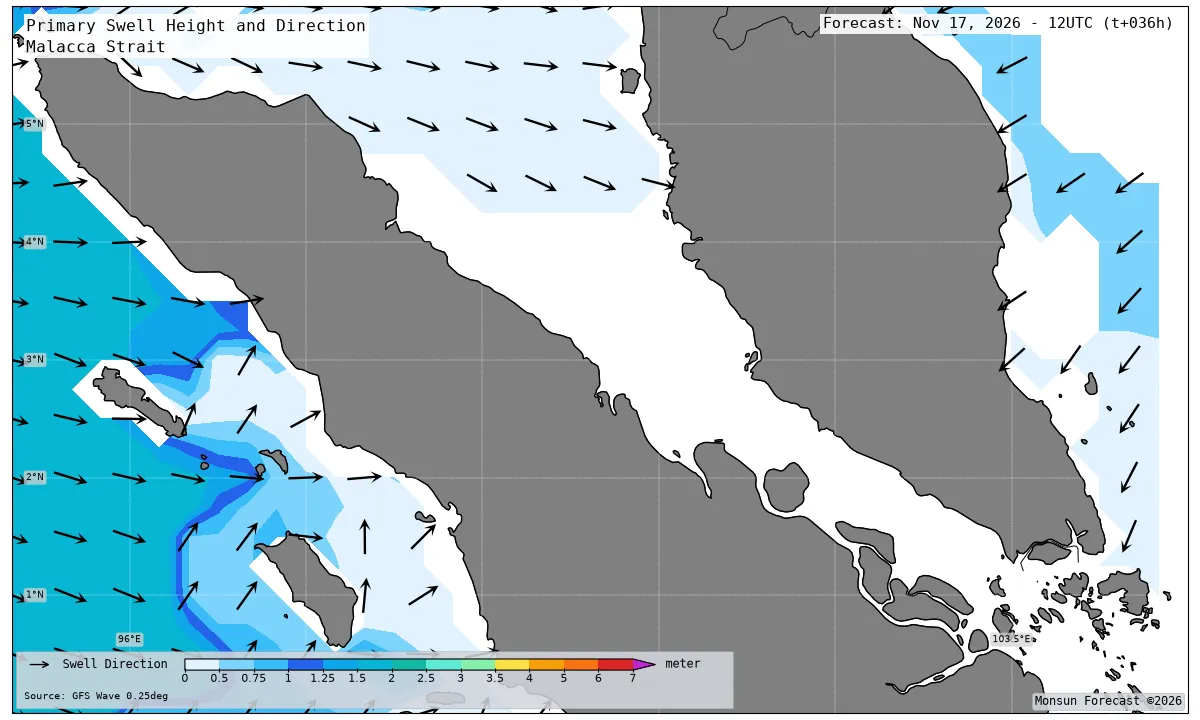 Primary Swell Height and Direction
Malacca Strait
Forecast: Nov 17, 2026 - 12UTC (t+036h)
5°N
4°N
3°N
2°N
1°N
96°E
103.5°E
Swell Direction
meter
0 0.5 0.75 1 1.25 1.5 2 2.5 3 3.5 4 5 6 7
Source: GFS Wave 0.25deg
Monsun Forecast ©2026